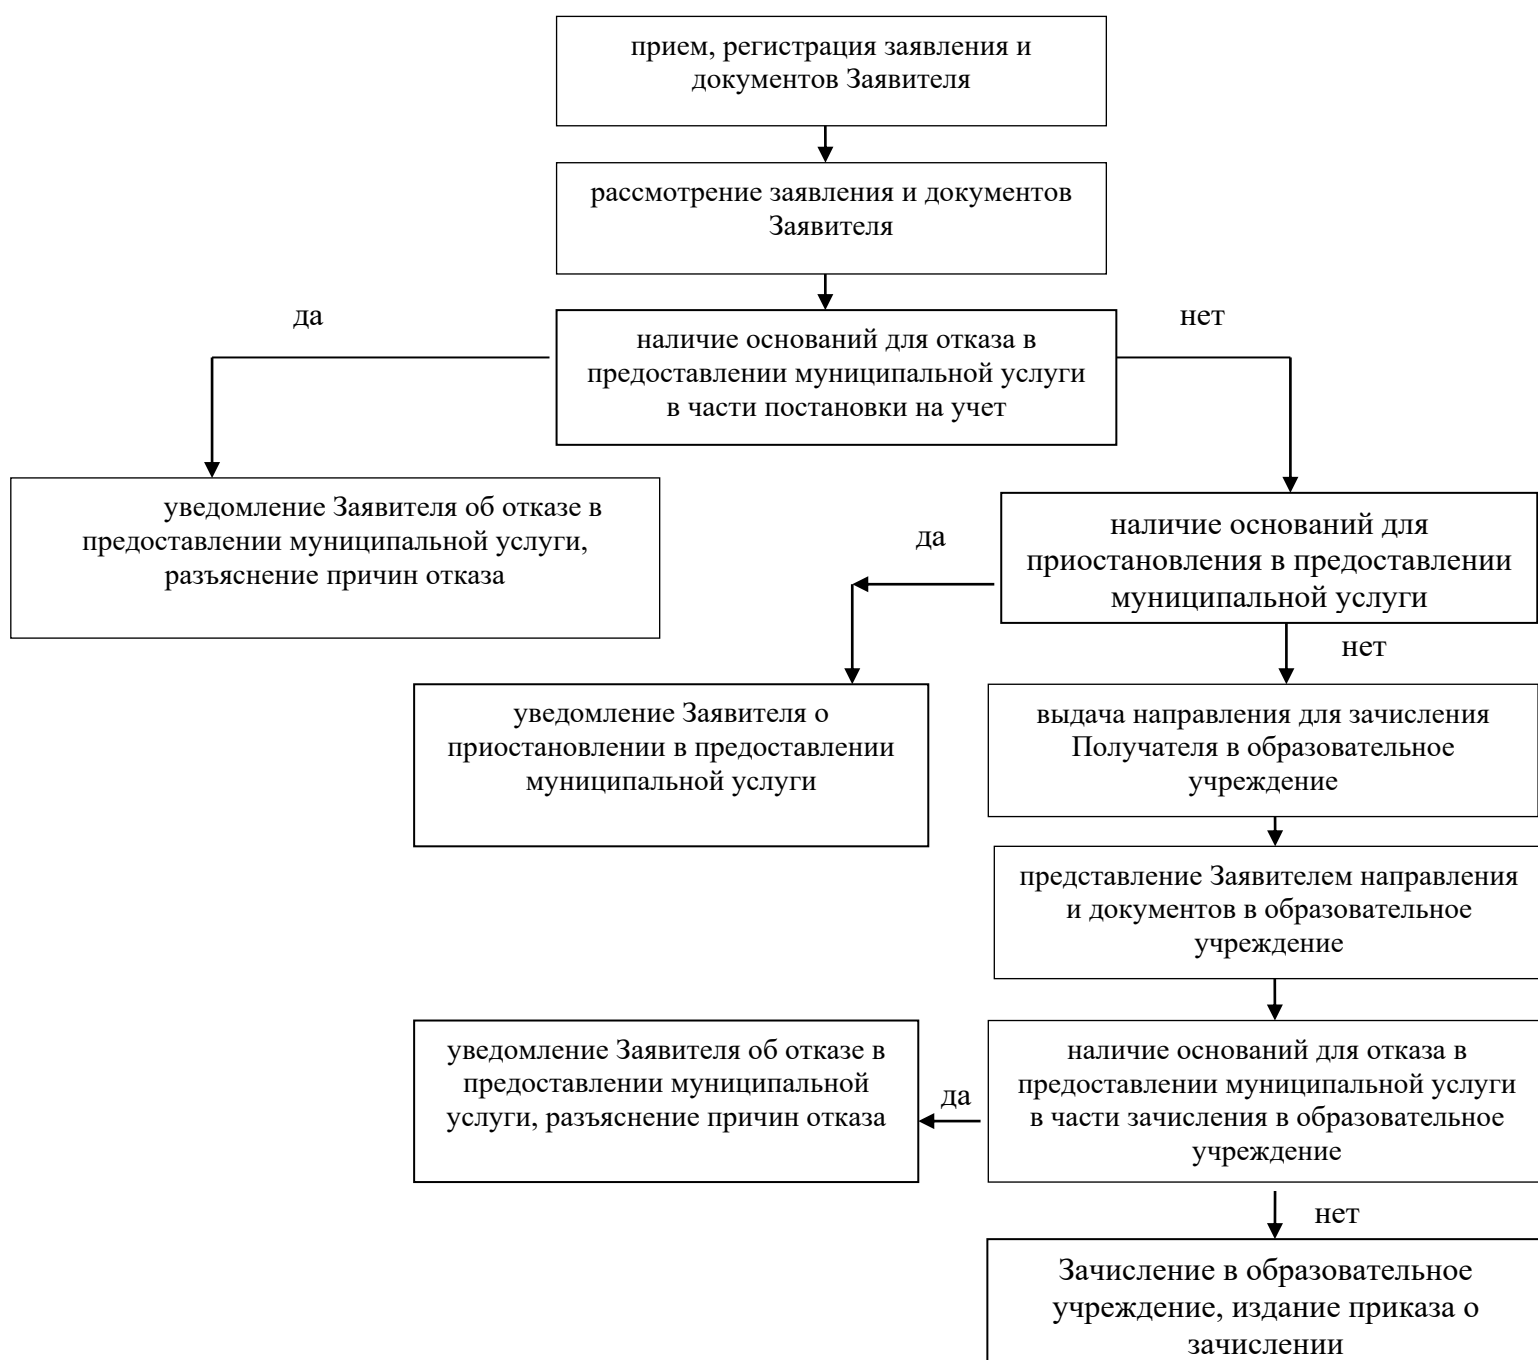 прием, регистрация заявления и
документов Заявителя
рассмотрение заявления и документов
Заявителя
да
нет
наличие оснований для отказа в
предоставлении муниципальной услуги
в части постановки на учет
уведомление Заявителя об отказе в
предоставлении муниципальной услуги,
разъяснение причин отказа
да
наличие оснований для
приостановления в предоставлении
муниципальной услуги
нет
уведомление Заявителя о
приостановлении в предоставлении
муниципальной услуги
выдача направления для зачисления
Получателя в образовательное
учреждение
представление Заявителем направления
и документов в образовательное
учреждение
уведомление Заявителя об отказе в
предоставлении муниципальной
услуги, разъяснение причин отказа
да
наличие оснований для отказа в
предоставлении муниципальной услуги
в части зачисления в образовательное
учреждение
нет
Зачисление в образовательное
учреждение, издание приказа о
зачислении